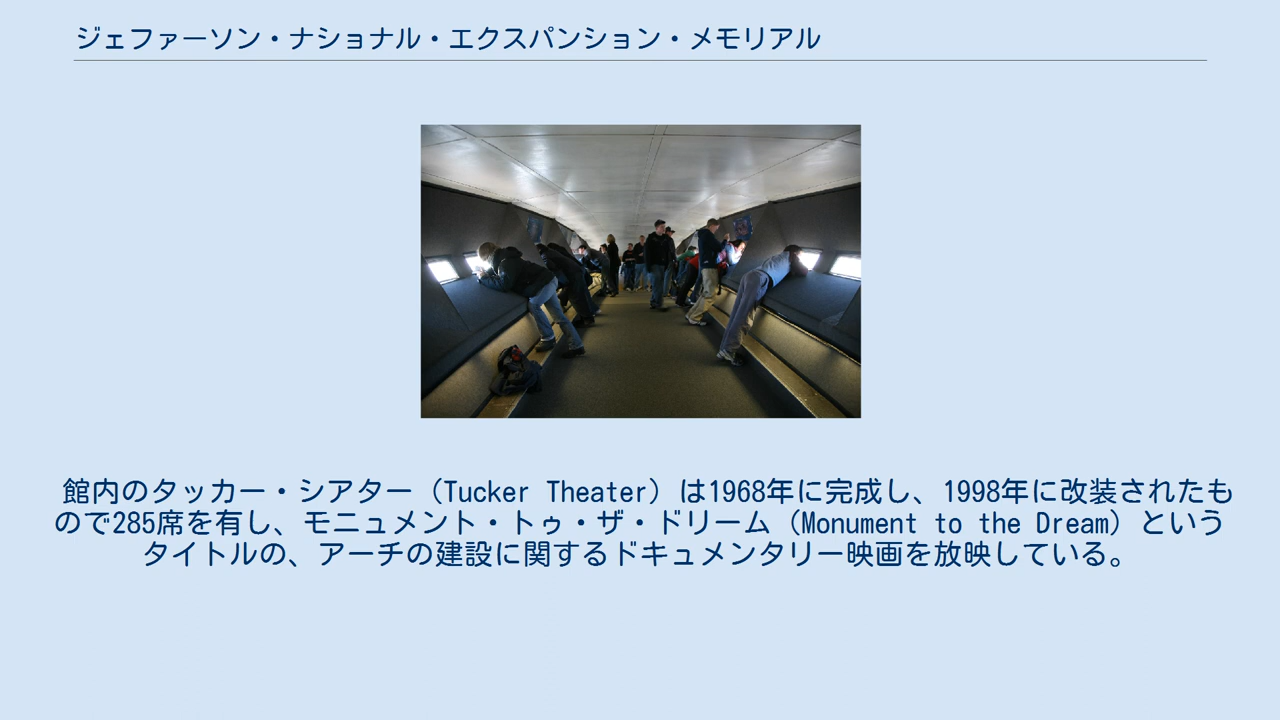 ジェファーソン・ナショナル・エクスパンション・メモリアル
館内のタッカー・シアター（Tucker Theater）は1968年に完成し、1998年に改装されたも
ので285席を有し、モニュメント・トゥ・ザ・ドリーム（Monument to the Dream）という
タイトルの、アーチの建設に関するドキュメンタリー映画を放映している。